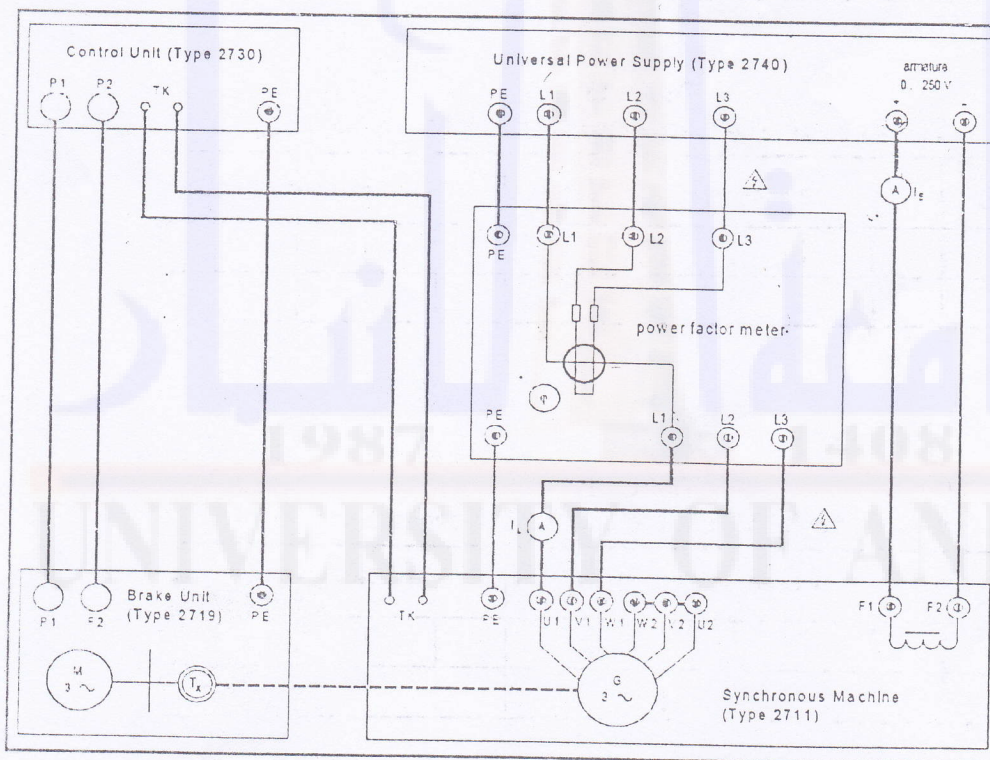 Control Unit (Type 2730)
P1 P2 TK PE
Universal Power Supply (Type 2740)
armature
0... 250 V
PE L1 L2 L3 + -
A
L1 L2 L3
PE
power factor meter
φ
PE L1 L2 L3
A
1987 1408
UNIVERSITY OF AN
Brake Unit
(Type 2719)
P1 P2 PE
TK PE U1 V1 W1 W2 V2 U2
F1 F2
M
3 ~
G
3 ~
Synchronous Machine
(Type 2711)